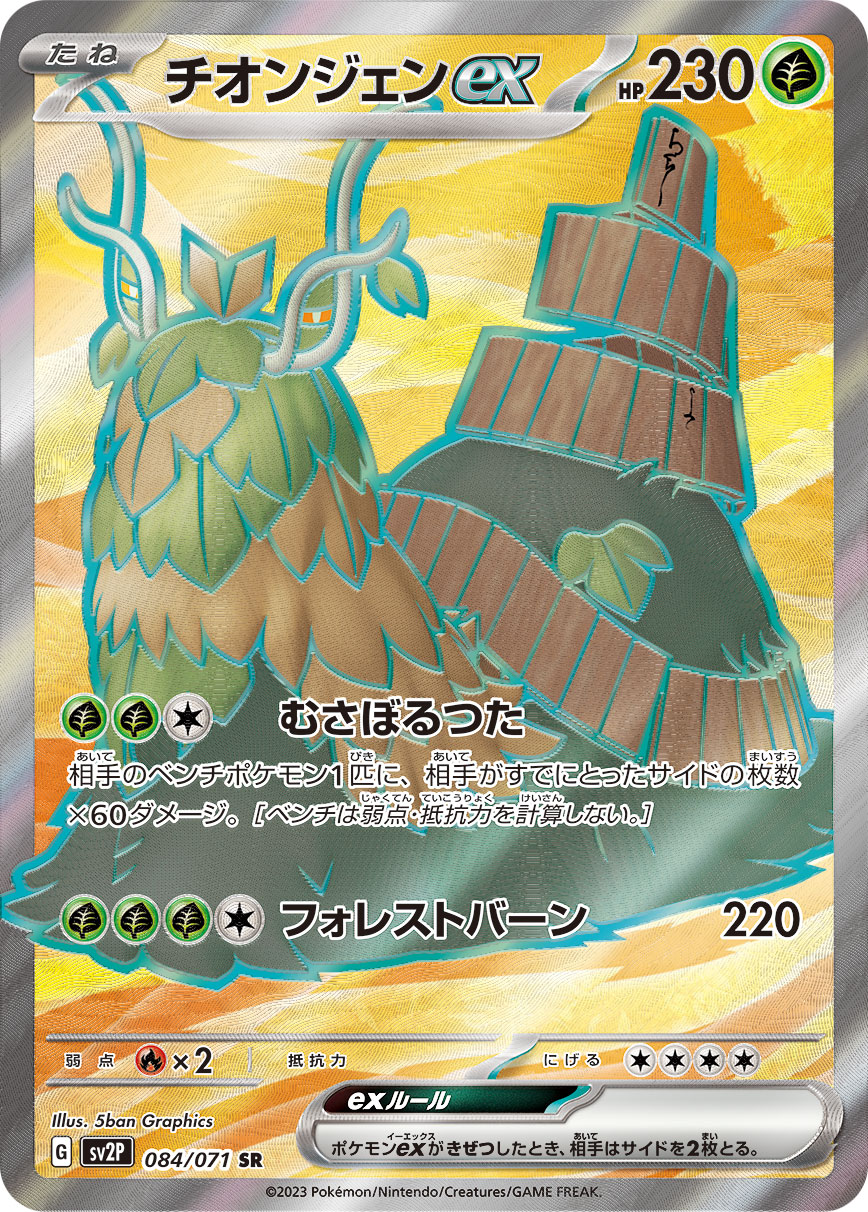 たね
チオンジェンex
HP 230
むさぼるつた
相手のベンチポケモン1匹に、相手がすでにとったサイドの枚数
×60ダメージ。[ベンチは弱点・抵抗力を計算しない。]
フォレストバーン 220
弱点 ×2 抵抗力 にげる
exルール
ポケモンexがきぜつしたとき、相手はサイドを2枚とる。
Illus. 5ban Graphics
G sv2P 084/071 SR
©2023 Pokémon/Nintendo/Creatures/GAME FREAK.